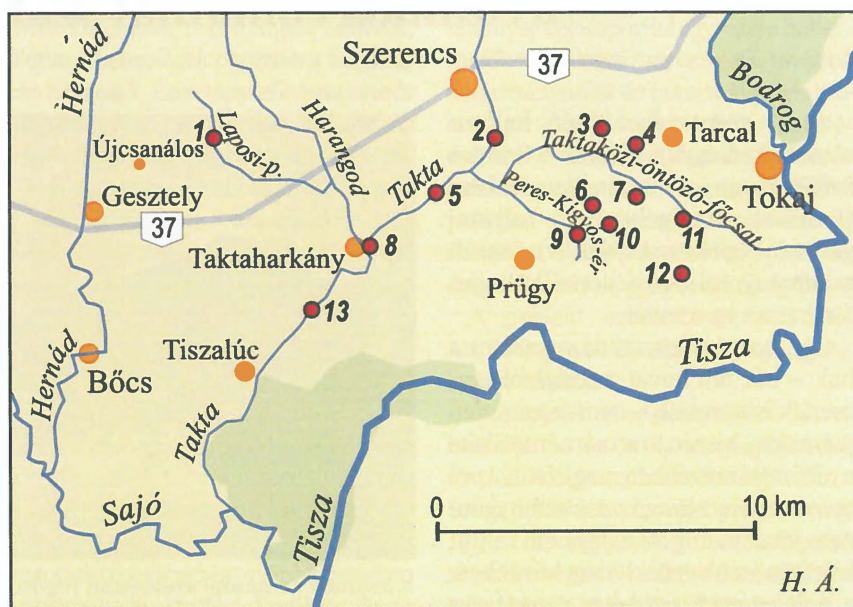 Hernád
Szerencs
37
Bodrog
Harangod
Laposi-p.
1
2
3
4
Tarcal
Újcsanálos
Taktaközi-öntöző-főcsat.
Tokaj
Takta
5
Peres-Kígyós-ér
6
7
Gesztely
37
Taktaharkány
8
9
10
11
Prügy
12
13
Tiszalúc
Tisza
Hernád
Bőcs
Takta
Sajó
Tisza
0
10 km
H. Á.